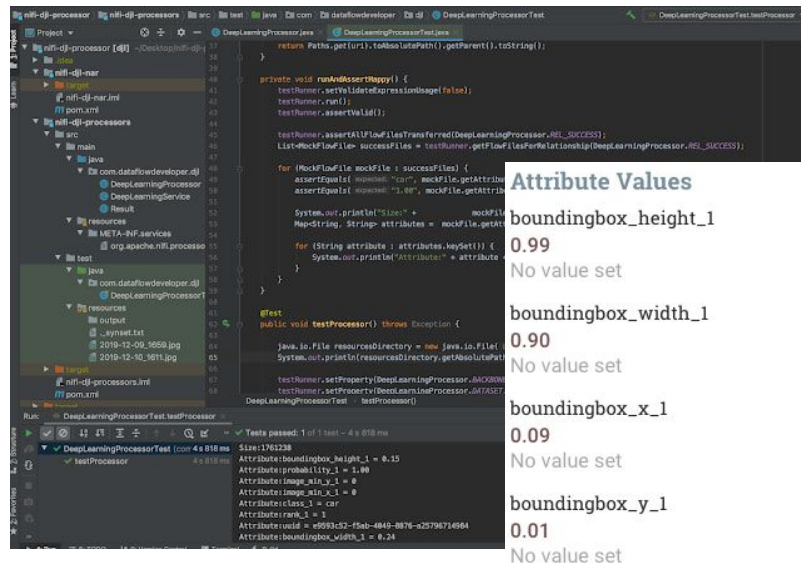 nifi-djl-processor nifi-djl-processors src test java com dataflowdeveloper djl DeepLearningProcessorTest DeepLearningProcessorTest.testProcessor
Project
DeepLearningProcessor.java DeepLearningProcessorTest.java
nifi-djl-processor [djl] ~/Desktop/nifi-djl-p
.idea
nifi-djl-nar
target
nifi-djl-nar.iml
pom.xml
nifi-djl-processors
src
main
java
com.dataflowdeveloper.djl
DeepLearningProcessor
DeepLearningService
Result
resources
META-INF.services
org.apache.nifi.processo
test
java
com.dataflowdeveloper.djl
DeepLearningProcessorT
resources
output
_synset.txt
2019-12-09_1659.jpg
2019-12-10_1611.jpg
target
nifi-djl-processors.iml
pom.xml
return Paths.get(uri).toAbsolutePath().getParent().toString();
}
private void runAndAssertHappy() {
testRunner.setValidateExpressionUsage(false);
testRunner.run();
testRunner.assertValid();
testRunner.assertAllFlowFilesTransferred(DeepLearningProcessor.REL_SUCCESS);
List<MockFlowFile> successFiles = testRunner.getFlowFilesForRelationship(DeepLearningProcessor.REL_SUCCESS);
for (MockFlowFile mockFile : successFiles) {
assertEquals( expected: "car", mockFile.getAttribut
assertEquals( expected: "1.00", mockFile.getAttribu
System.out.println("Size:" + mockFile
Map<String, String> attributes = mockFile.getAttr
for (String attribute : attributes.keySet()) {
System.out.println("Attribute:" + attribute +
}
}
}
@Test
public void testProcessor() throws Exception {
java.io.File resourcesDirectory = new java.io.File(
System.out.println(resourcesDirectory.getAbsolutePath
testRunner.setProperty(DeepLearningProcessor.BACKBONE
testRunner.setProperty(DeepLearningProcessor.DATASET,
DeepLearningProcessorTest testProcessor()
Run: DeepLearningProcessorTest.testProcessor
Tests passed: 1 of 1 test – 4 s 818 ms
DeepLearningProcessorTest (com 4 s 818 ms
testProcessor 4 s 818 ms
Size:1761238
Attribute:boundingbox_height_1 = 0.15
Attribute:probability_1 = 1.00
Attribute:image_min_y_1 = 0
Attribute:image_min_x_1 = 0
Attribute:class_1 = car
Attribute:rank_1 = 1
Attribute:uuid = e9593c52-f5ab-4849-8876-a25796714984
Attribute:boundingbox_width_1 = 0.24
Attribute Values
boundingbox_height_1
0.99
No value set
boundingbox_width_1
0.90
No value set
boundingbox_x_1
0.09
No value set
boundingbox_y_1
0.01
No value set